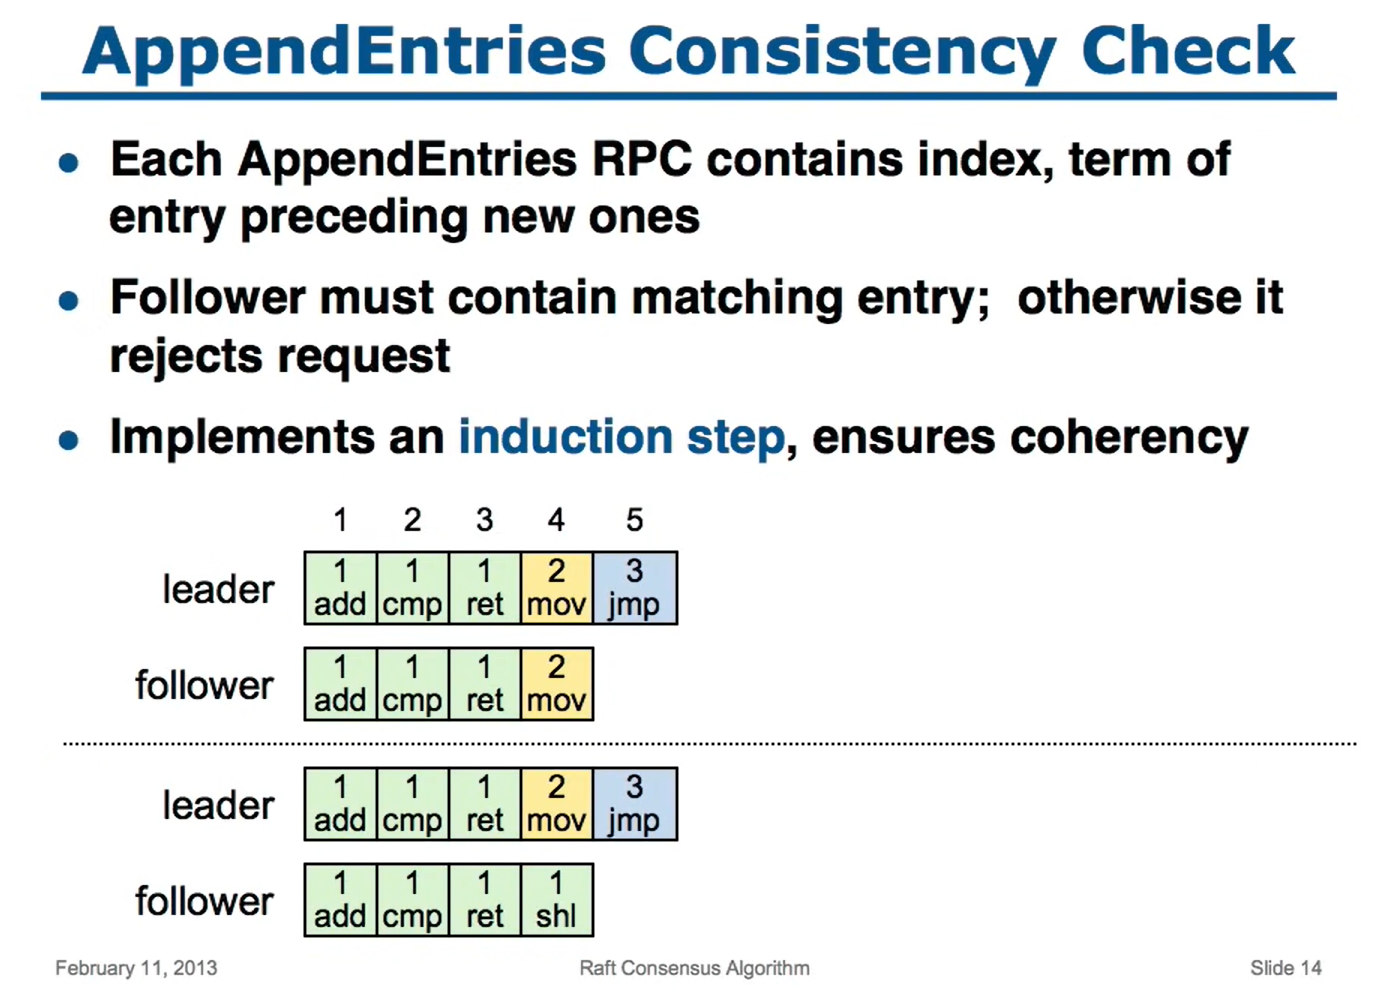 AppendEntries Consistency Check
• Each AppendEntries RPC contains index, term of
entry preceding new ones
• Follower must contain matching entry;  otherwise it
rejects request
• Implements an induction step, ensures coherency
1 2 3 4 5
leader
1 1 1 2 3
add cmp ret mov jmp
follower
1 1 1 2
add cmp ret mov
leader
1 1 1 2 3
add cmp ret mov jmp
follower
1 1 1 1
add cmp ret shl
February 11, 2013 Raft Consensus Algorithm Slide 14